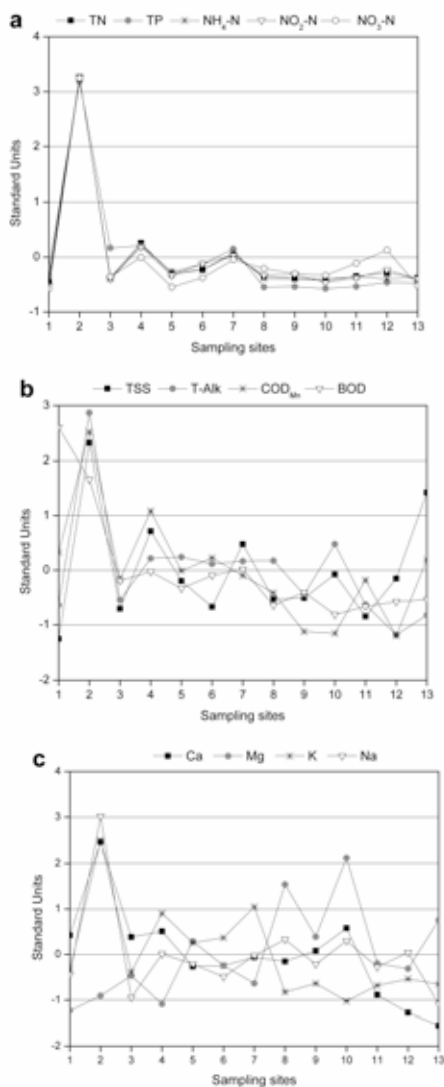 a
TN TP NH4-N NO2-N NO3-N
4
3
2
1
0
-1
Standard Units
1 2 3 4 5 6 7 8 9 10 11 12 13
Sampling sites
b
TSS T-Alk CODMn BOD
3
2
1
0
-1
-2
Standard Units
1 2 3 4 5 6 7 8 9 10 11 12 13
Sampling sites
c
Ca Mg K Na
4
3
2
1
0
-1
-2
Standard Units
1 2 3 4 5 6 7 8 9 10 11 12 13
Sampling sites